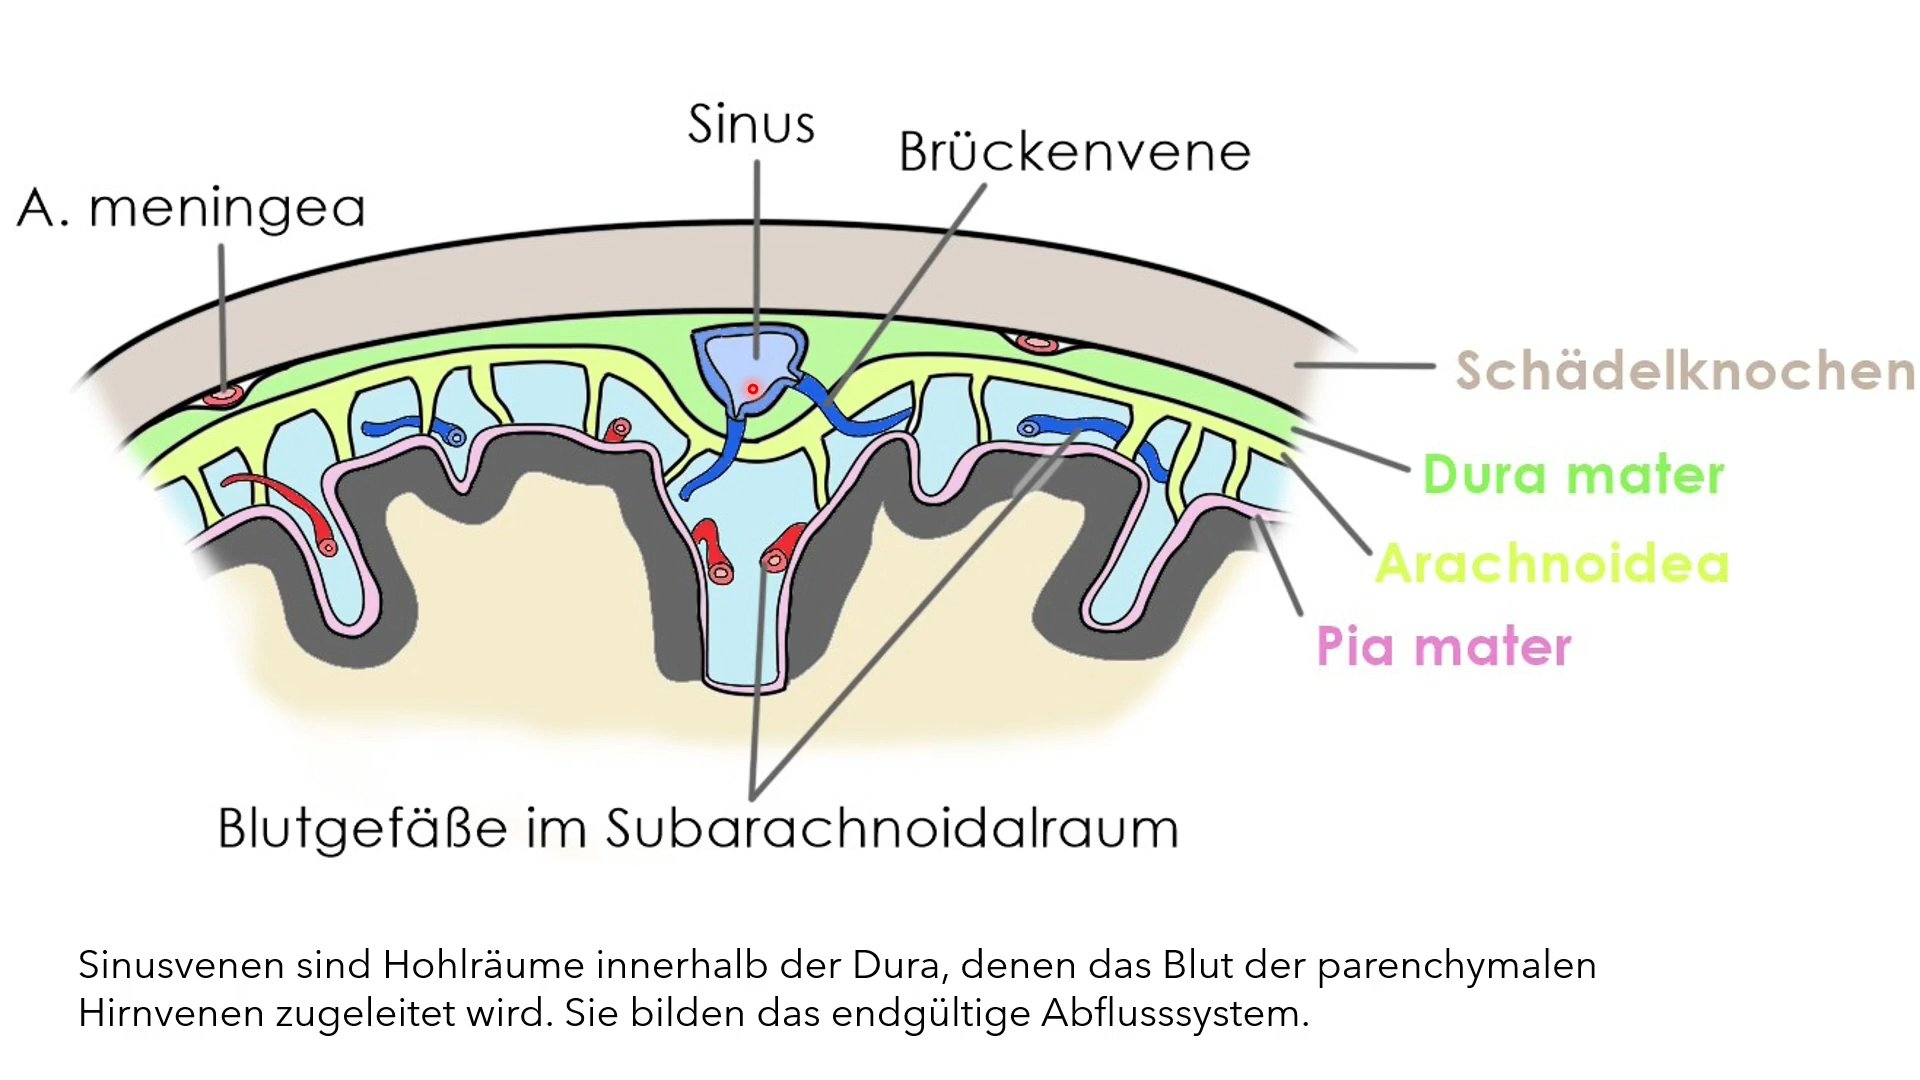 Sinus
Brückenvene
A. meningea
Schädelknochen
Dura mater
Arachnoidea
Pia mater
Blutgefäße im Subarachnoidalraum
Sinusvenen sind Hohlräume innerhalb der Dura, denen das Blut der parenchymalen
Hirnvenen zugeleitet wird. Sie bilden das endgültige Abflusssystem.